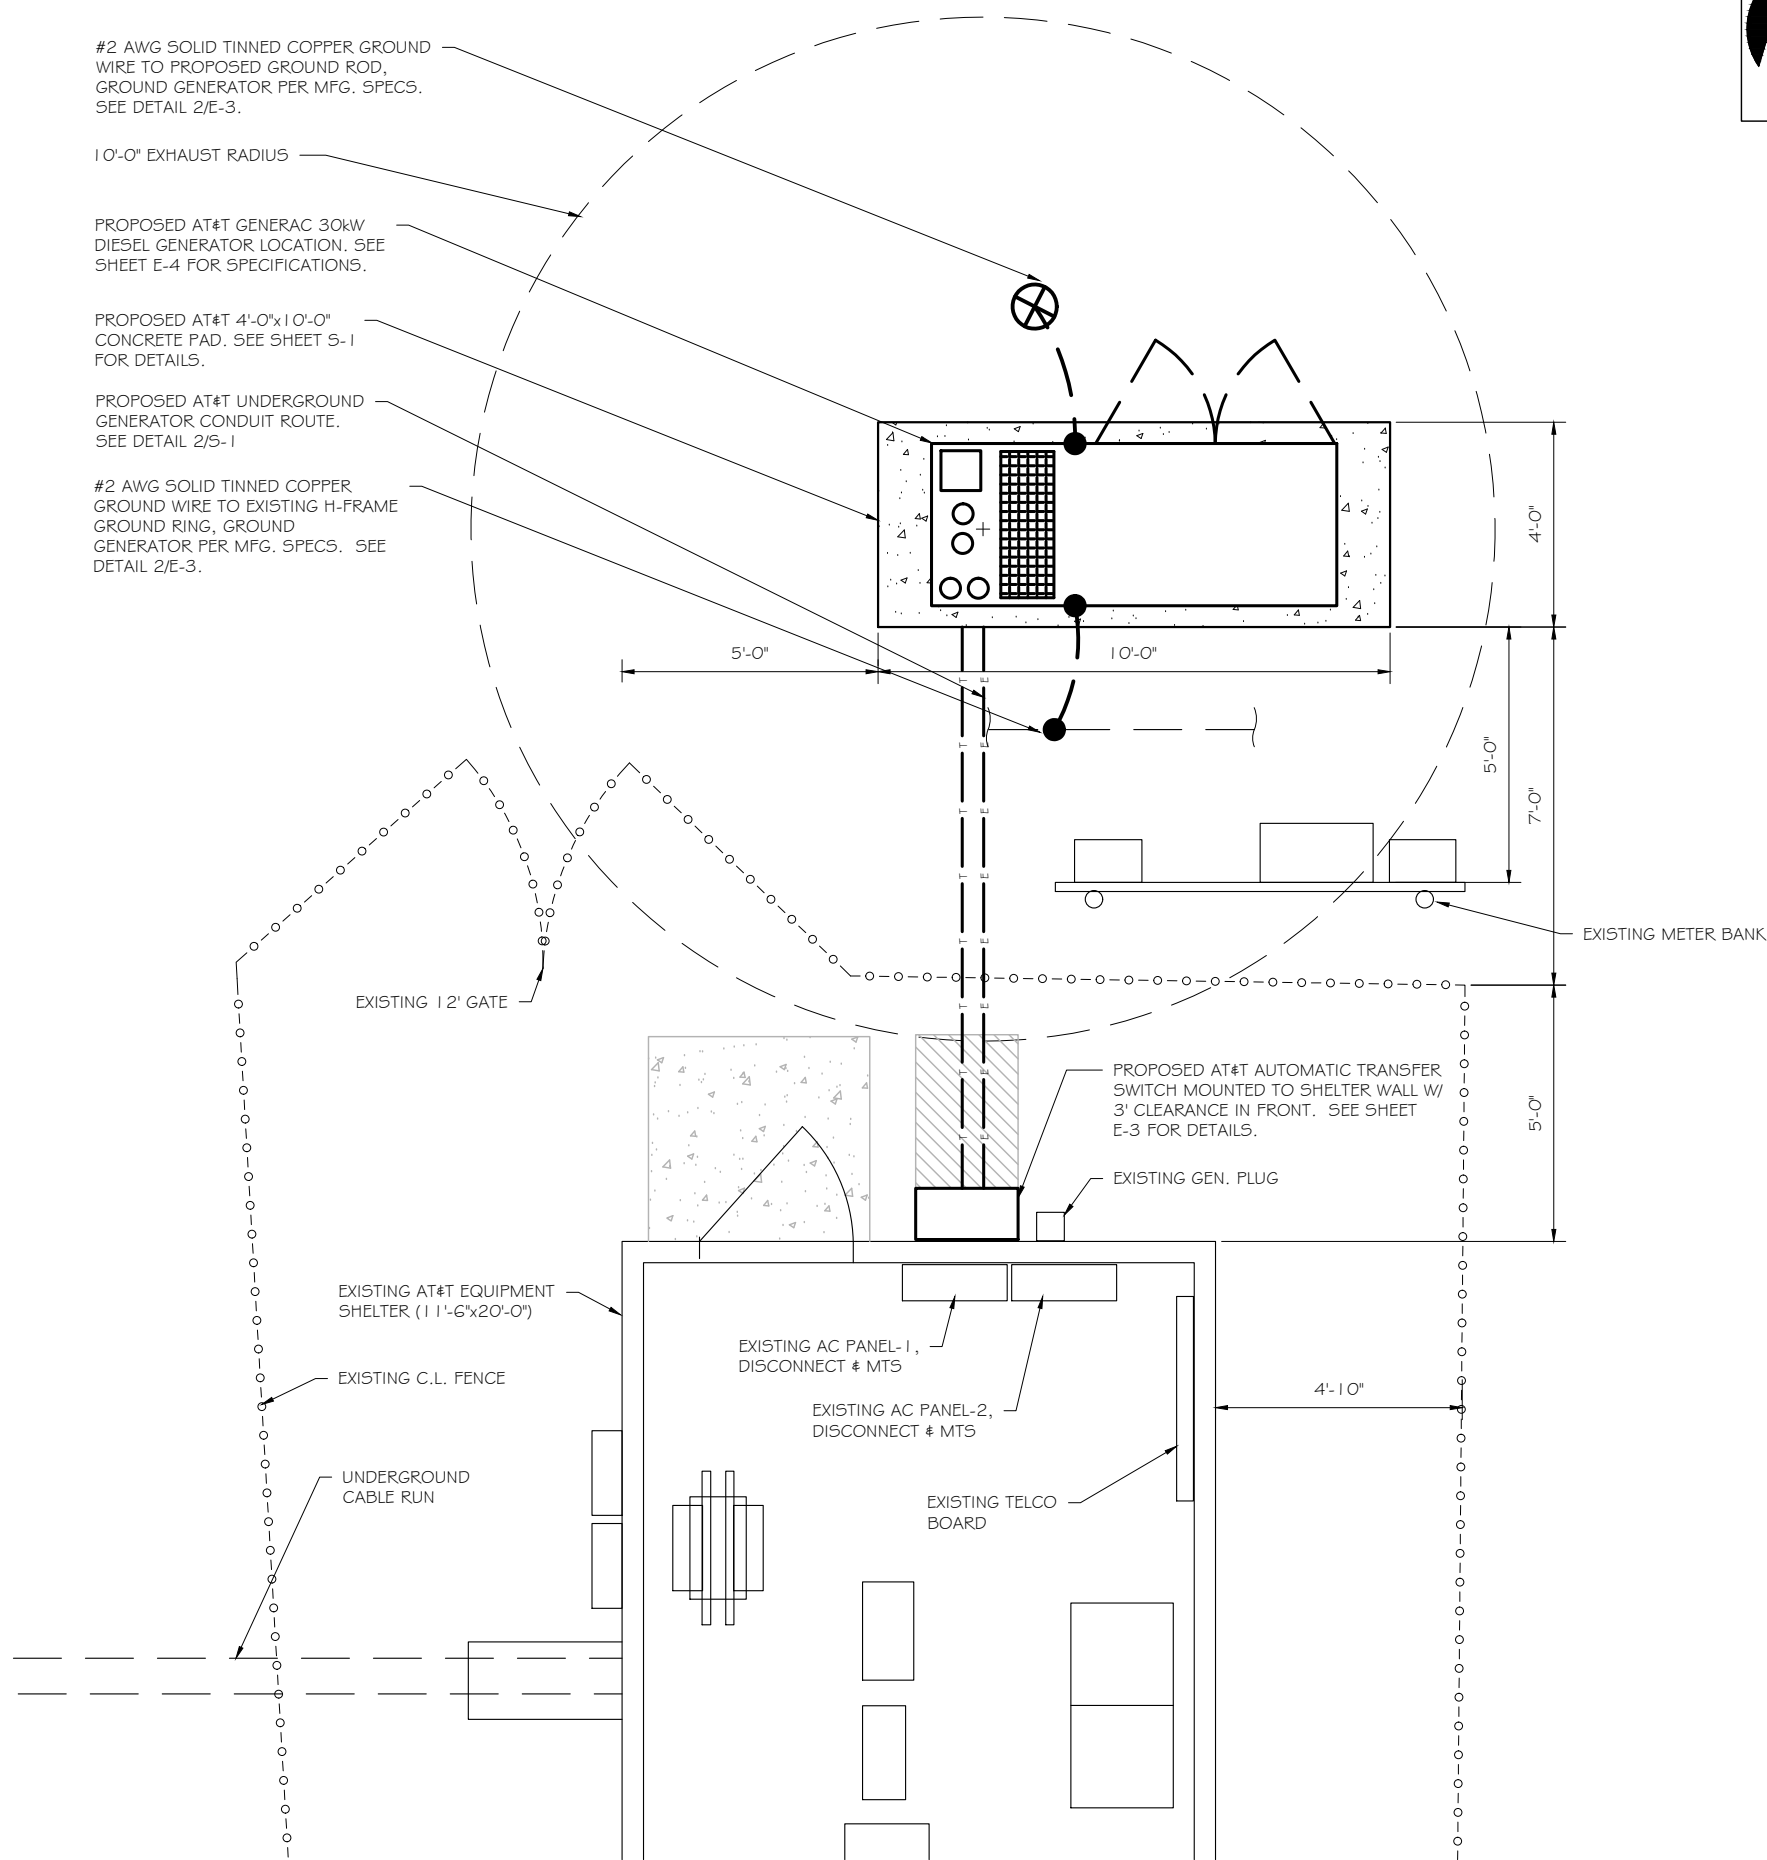 #2 AWG SOLID TINNED COPPER GROUND
WIRE TO PROPOSED GROUND ROD,
GROUND GENERATOR PER MFG. SPECS.
SEE DETAIL 2/E-3.
10'-0" EXHAUST RADIUS
PROPOSED AT&T GENERAC 30kW
DIESEL GENERATOR LOCATION. SEE
SHEET E-4 FOR SPECIFICATIONS.
PROPOSED AT&T 4'-0"x10'-0"
CONCRETE PAD. SEE SHEET S-1
FOR DETAILS.
PROPOSED AT&T UNDERGROUND
GENERATOR CONDUIT ROUTE.
SEE DETAIL 2/S-1
#2 AWG SOLID TINNED COPPER
GROUND WIRE TO EXISTING H-FRAME
GROUND RING, GROUND
GENERATOR PER MFG. SPECS. SEE
DETAIL 2/E-3.
4'-0"
5'-0"
10'-0"
T E
T E
5'-0"
7'-0"
T E
T E
T E
T E
T E
T E
EXISTING METER BANK
EXISTING 12' GATE
PROPOSED AT&T AUTOMATIC TRANSFER
SWITCH MOUNTED TO SHELTER WALL W/
3' CLEARANCE IN FRONT. SEE SHEET
E-3 FOR DETAILS.
5'-0"
EXISTING GEN. PLUG
EXISTING AT&T EQUIPMENT
SHELTER (11'-6"x20'-0")
EXISTING AC PANEL-1,
DISCONNECT & MTS
EXISTING C.L. FENCE
4'-10"
EXISTING AC PANEL-2,
DISCONNECT & MTS
UNDERGROUND
CABLE RUN
EXISTING TELCO
BOARD